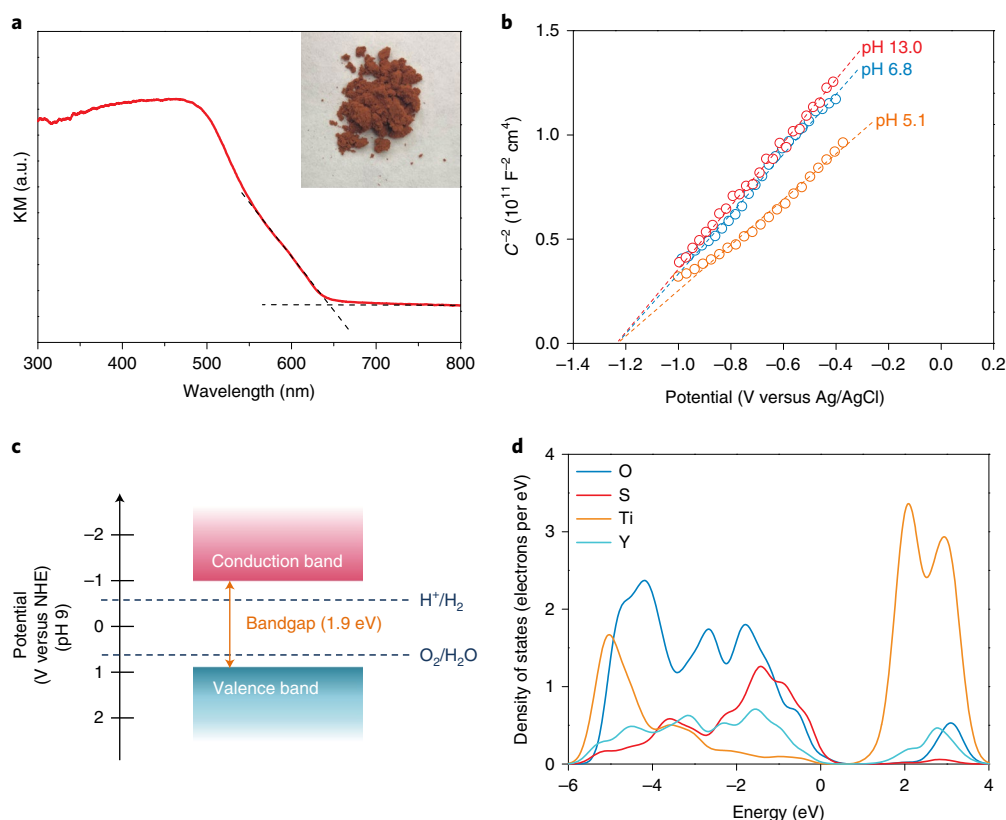 a
KM (a.u.)
300 400 500 600 700 800
Wavelength (nm)
b
1.5
1.0
0.5
0.0
C⁻² (10¹¹ F⁻² cm⁴)
pH 13.0
pH 6.8
pH 5.1
−1.4 −1.2 −1.0 −0.8 −0.6 −0.4 −0.2 0.0 0.2
Potential (V versus Ag/AgCl)
c
Potential
(V versus NHE)
(pH 9)
−2
−1
0
1
2
Conduction band
H⁺/H₂
Bandgap (1.9 eV)
O₂/H₂O
Valence band
d
Density of states (electrons per eV)
4
3
2
1
0
O
S
Ti
Y
−6 −4 −2 0 2 4
Energy (eV)